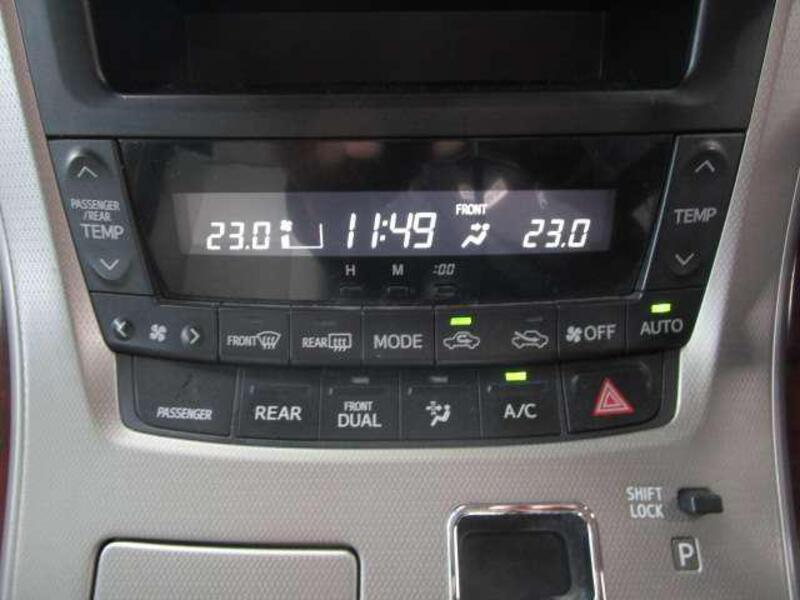 PASSENGER
/REAR
TEMP
23.0 11:49 FRONT 23.0
TEMP
H M :00
FRONT REAR MODE OFF AUTO
PASSENGER REAR FRONT DUAL A/C
SHIFT
LOCK
P